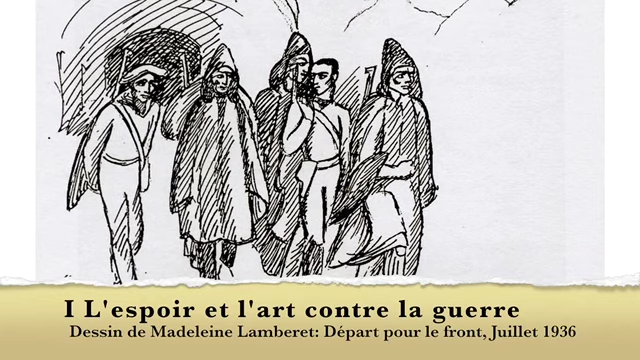 I L'espoir et l'art contre la guerre
Dessin de Madeleine Lamberet: Départ pour le front, Juillet 1936